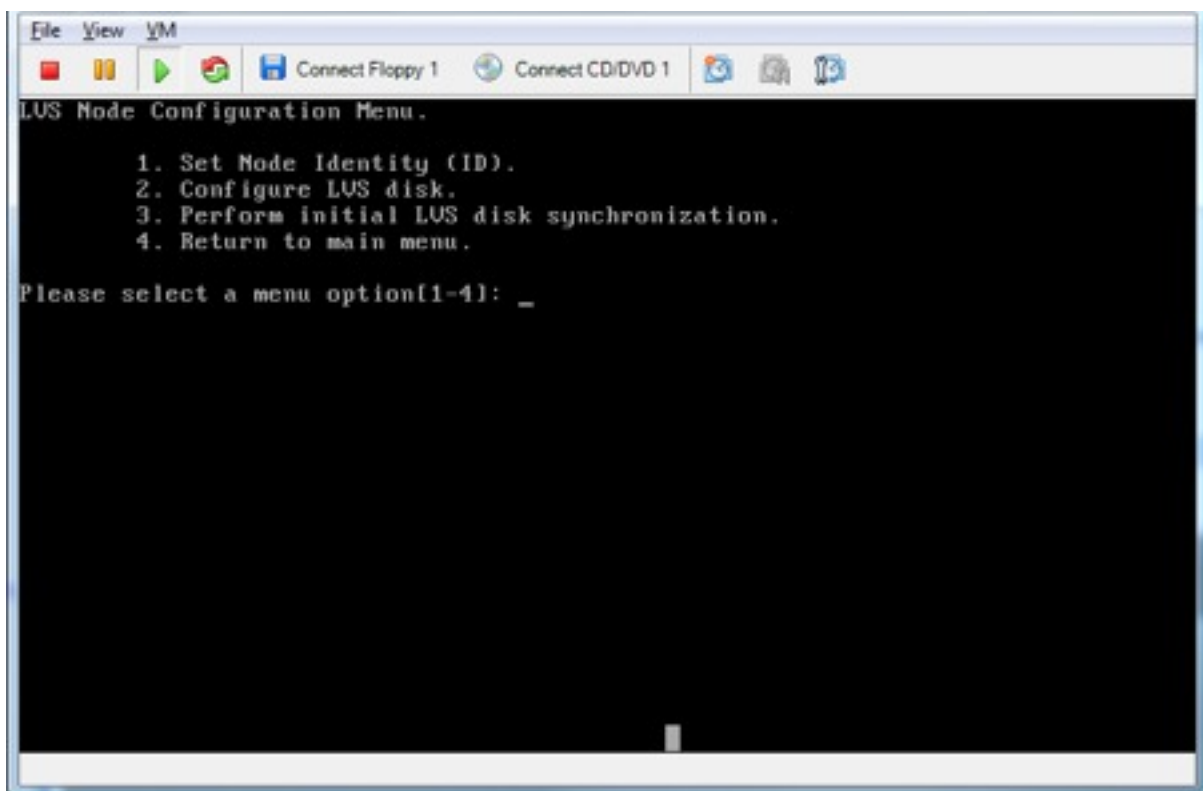 File View VM
Connect Floppy 1 Connect CD/DVD 1
LVS Node Configuration Menu.
1. Set Node Identity (ID).
2. Configure LVS disk.
3. Perform initial LVS disk synchronization.
4. Return to main menu.
Please select a menu option[1-4]: _